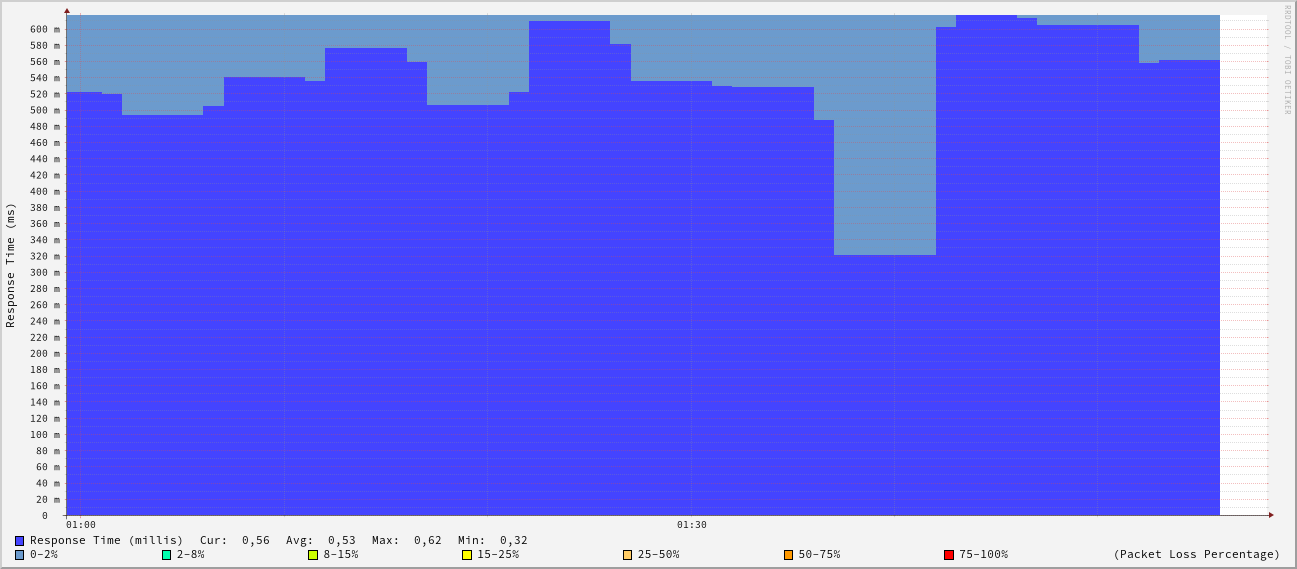 RRDTOOL / TOBI OETIKER
Response Time (ms)
600 m
580 m
560 m
540 m
520 m
500 m
480 m
460 m
440 m
420 m
400 m
380 m
360 m
340 m
320 m
300 m
280 m
260 m
240 m
220 m
200 m
180 m
160 m
140 m
120 m
100 m
80 m
60 m
40 m
20 m
0
01:00 01:30
Response Time (millis) Cur: 0,56 Avg: 0,53 Max: 0,62 Min: 0,32
0-2% 2-8% 8-15% 15-25% 25-50% 50-75% 75-100% (Packet Loss Percentage)